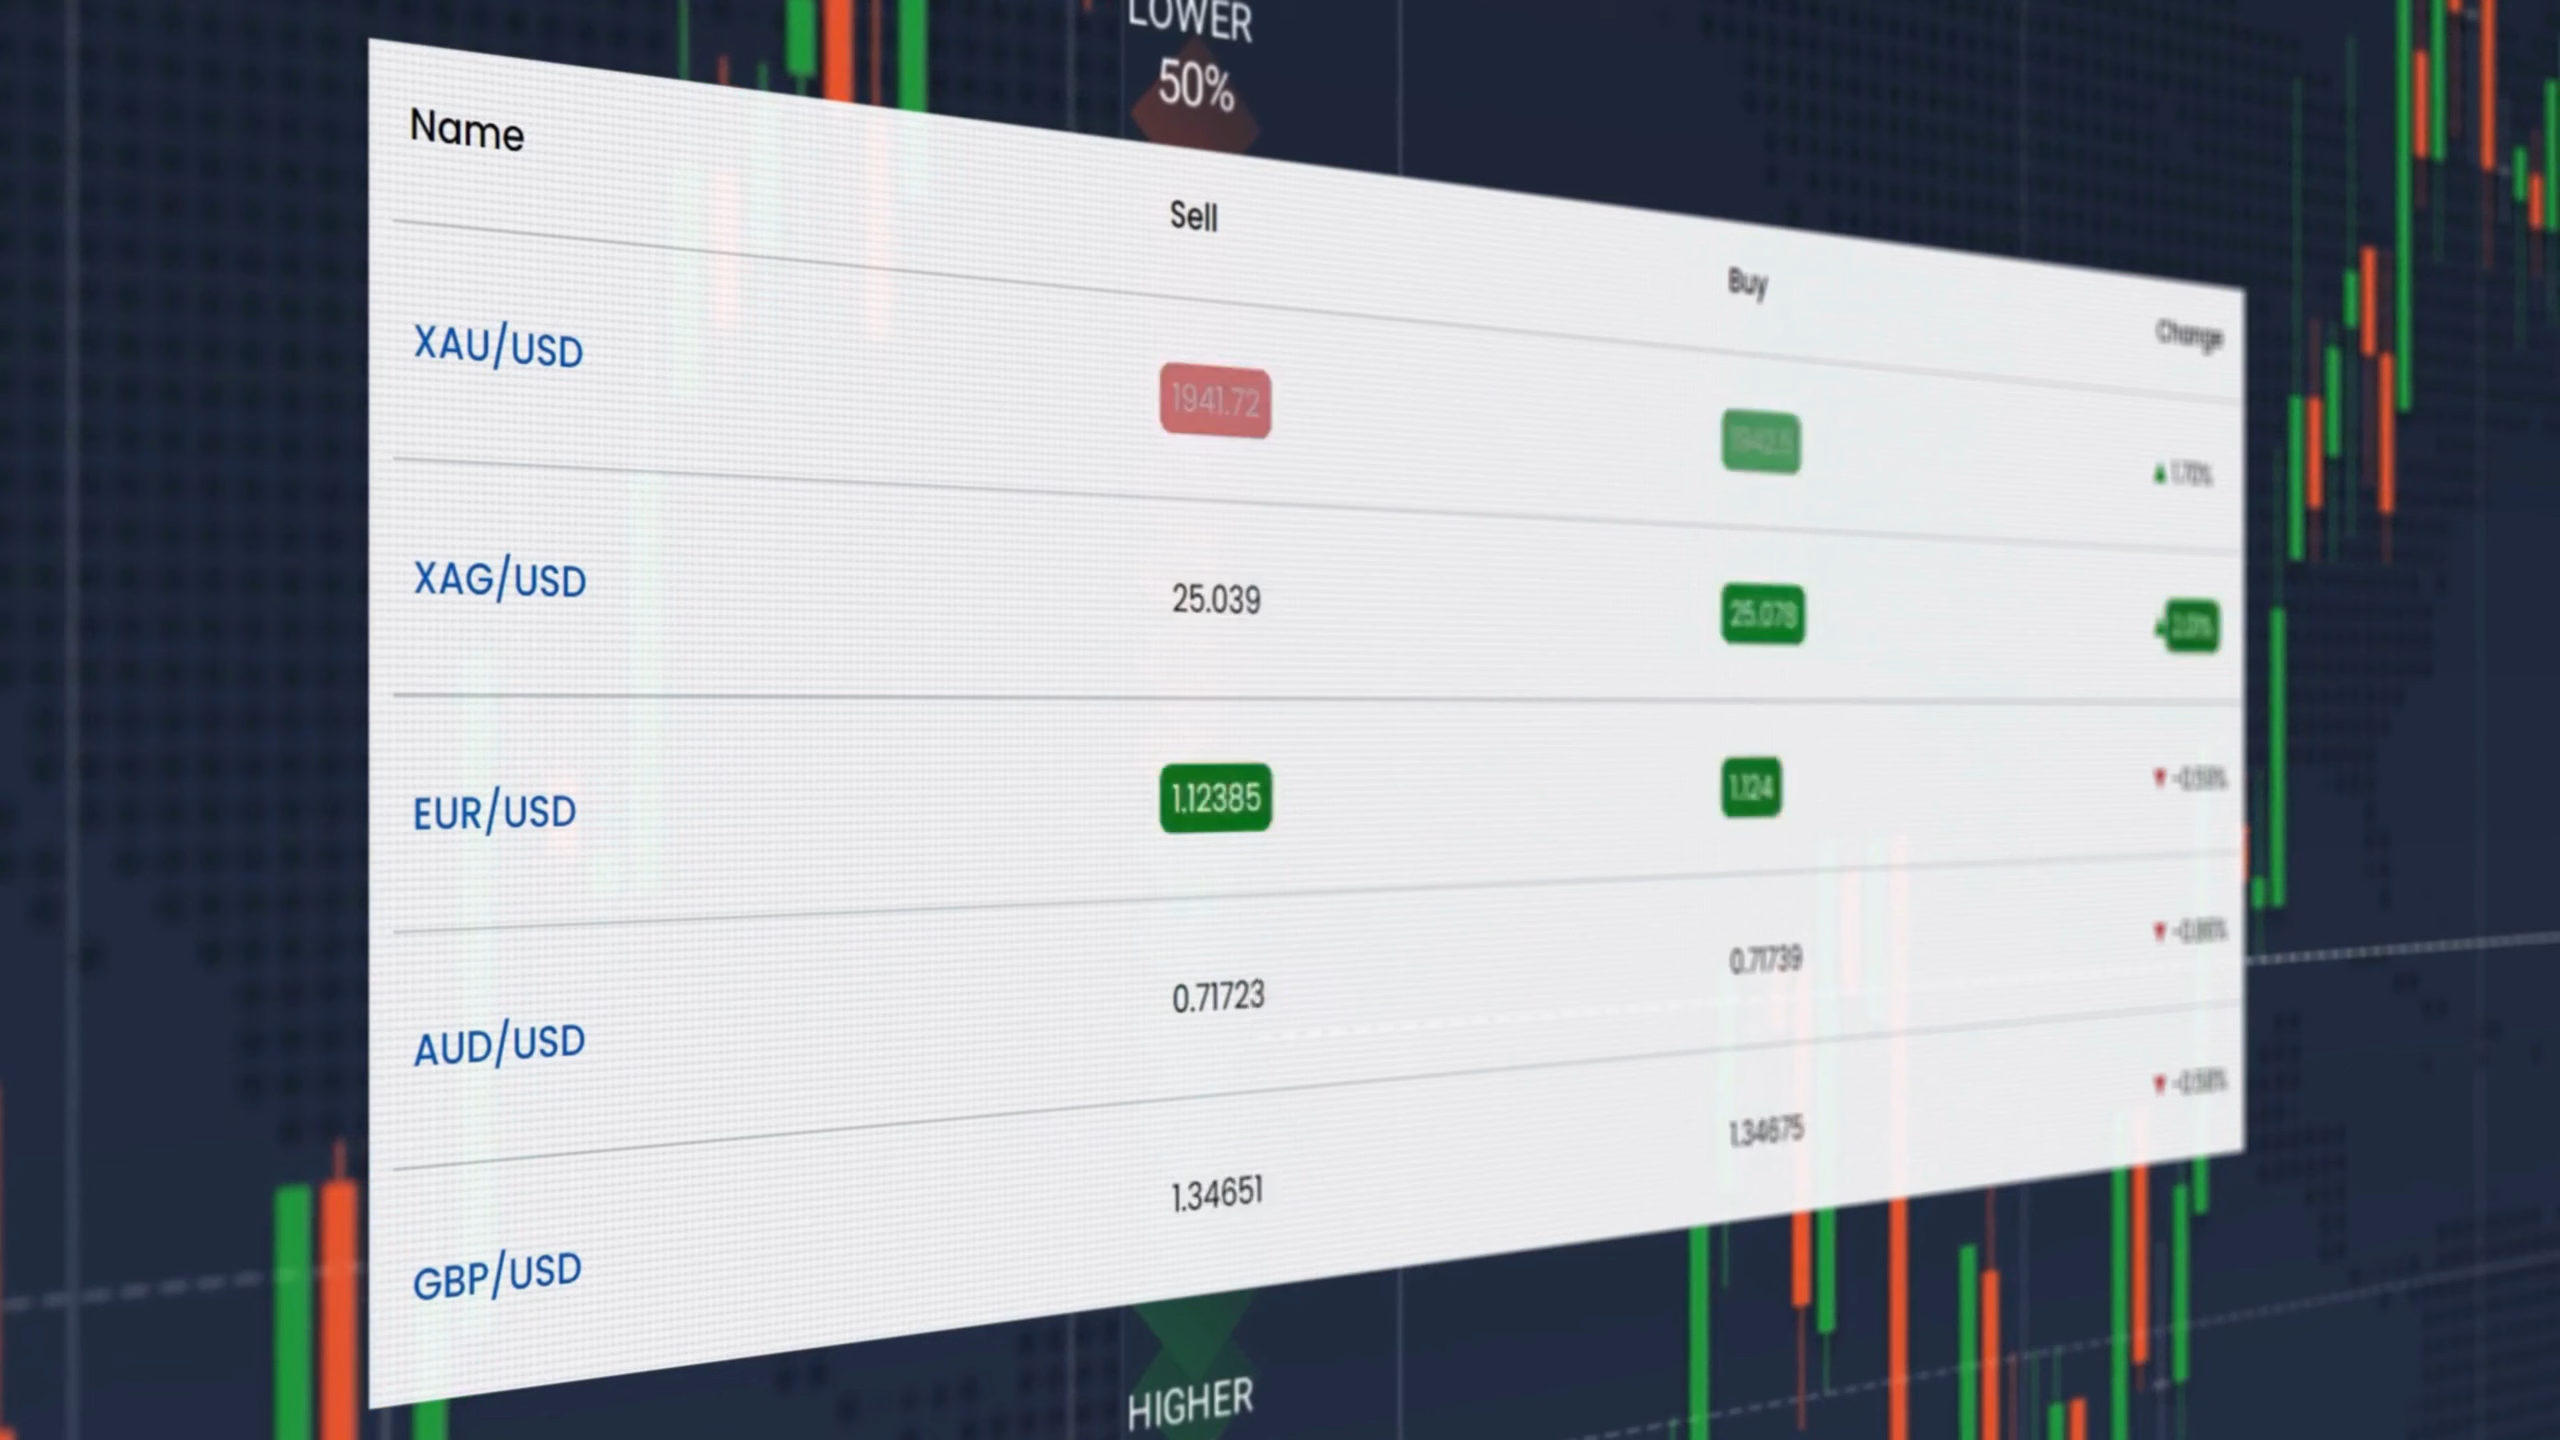 LOWER
50%
Name Sell Buy Change
XAU/USD 1941.72
XAG/USD 25.039 25.079
EUR/USD 1.12385 1.124
AUD/USD 0.71723 0.71739
GBP/USD 1.34651 1.34675
HIGHER